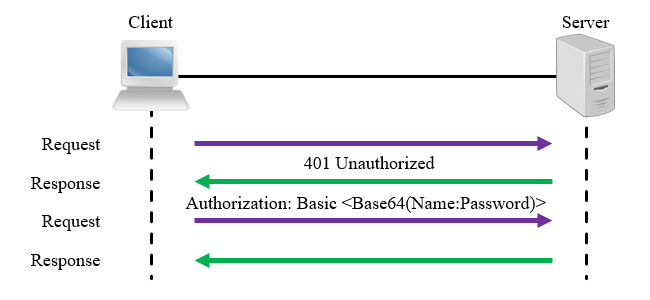 Client
Server
Request
401 Unauthorized
Response
Authorization: Basic <Base64(Name:Password)>
Request
Response